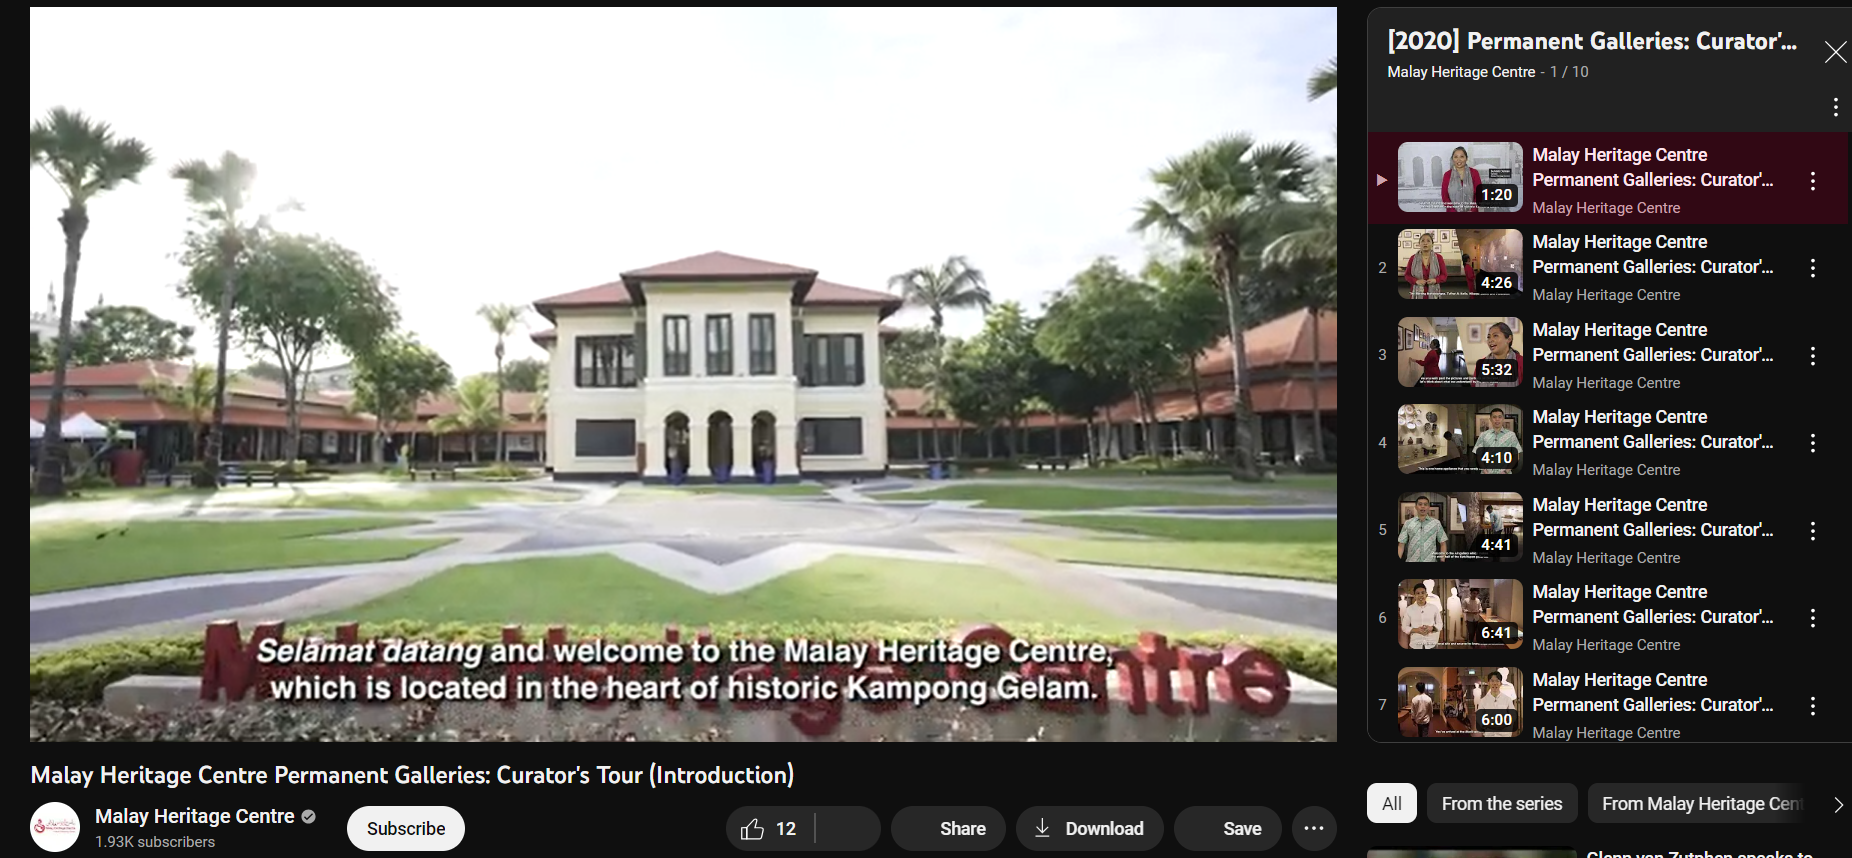 Selamat datang and welcome to the Malay Heritage Centre,
which is located in the heart of historic Kampong Gelam.
Malay Heritage Centre Permanent Galleries: Curator's Tour (Introduction)
Malay Heritage Centre
1.93K subscribers
Subscribe
12
Share
Download
Save
[2020] Permanent Galleries: Curator'...
Malay Heritage Centre - 1 / 10
1:20
Malay Heritage Centre
Permanent Galleries: Curator'...
Malay Heritage Centre
2
4:26
Malay Heritage Centre
Permanent Galleries: Curator'...
Malay Heritage Centre
3
5:32
Malay Heritage Centre
Permanent Galleries: Curator'...
Malay Heritage Centre
4
4:10
Malay Heritage Centre
Permanent Galleries: Curator'...
Malay Heritage Centre
5
4:41
Malay Heritage Centre
Permanent Galleries: Curator'...
Malay Heritage Centre
6
6:41
Malay Heritage Centre
Permanent Galleries: Curator'...
Malay Heritage Centre
7
6:00
Malay Heritage Centre
Permanent Galleries: Curator'...
Malay Heritage Centre
All
From the series
From Malay Heritage Cent